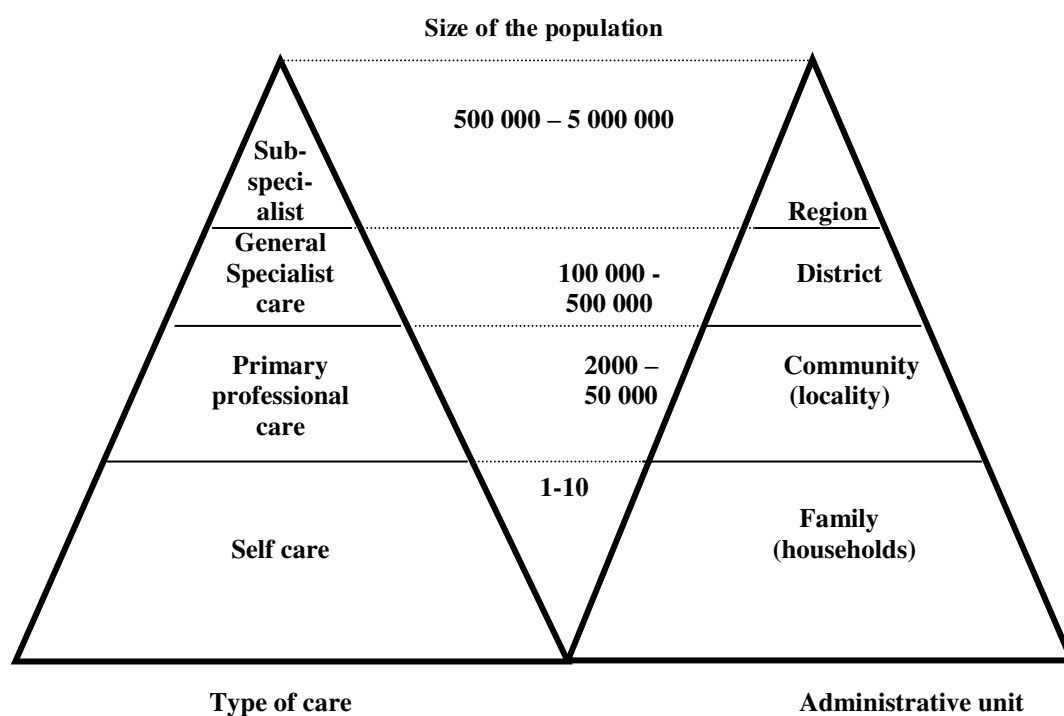 Size of the population
500 000 – 5 000 000
Sub-
speci-
alist
Region
General
Specialist
care
100 000 -
500 000
District
Primary
professional
care
2000 –
50 000
Community
(locality)
1-10
Self care
Family
(households)
Type of care
Administrative unit